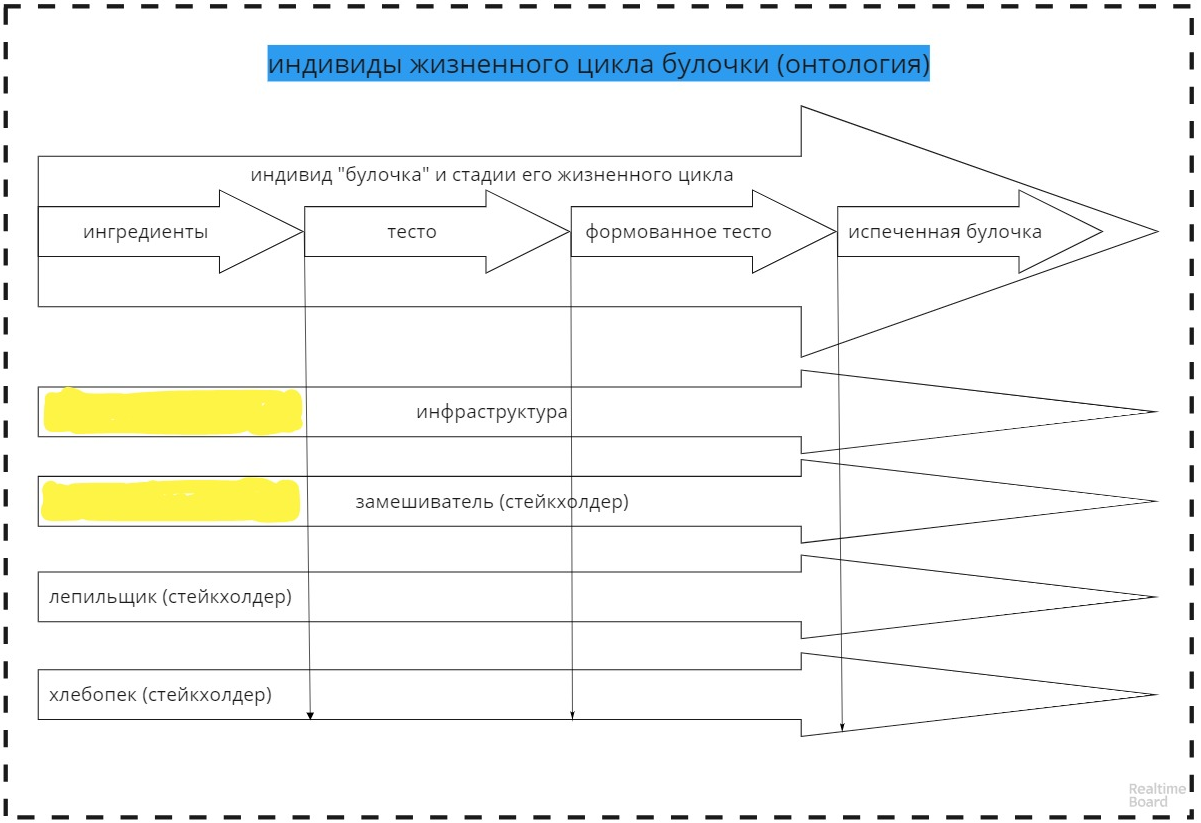 индивиды жизненного цикла булочки (онтология)
индивид "булочка" и стадии его жизненного цикла
ингредиенты
тесто
формованное тесто
испеченная булочка
инфраструктура
замешиватель (стейкхолдер)
лепильщик (стейкхолдер)
хлебопек (стейкхолдер)
Realtime
Board